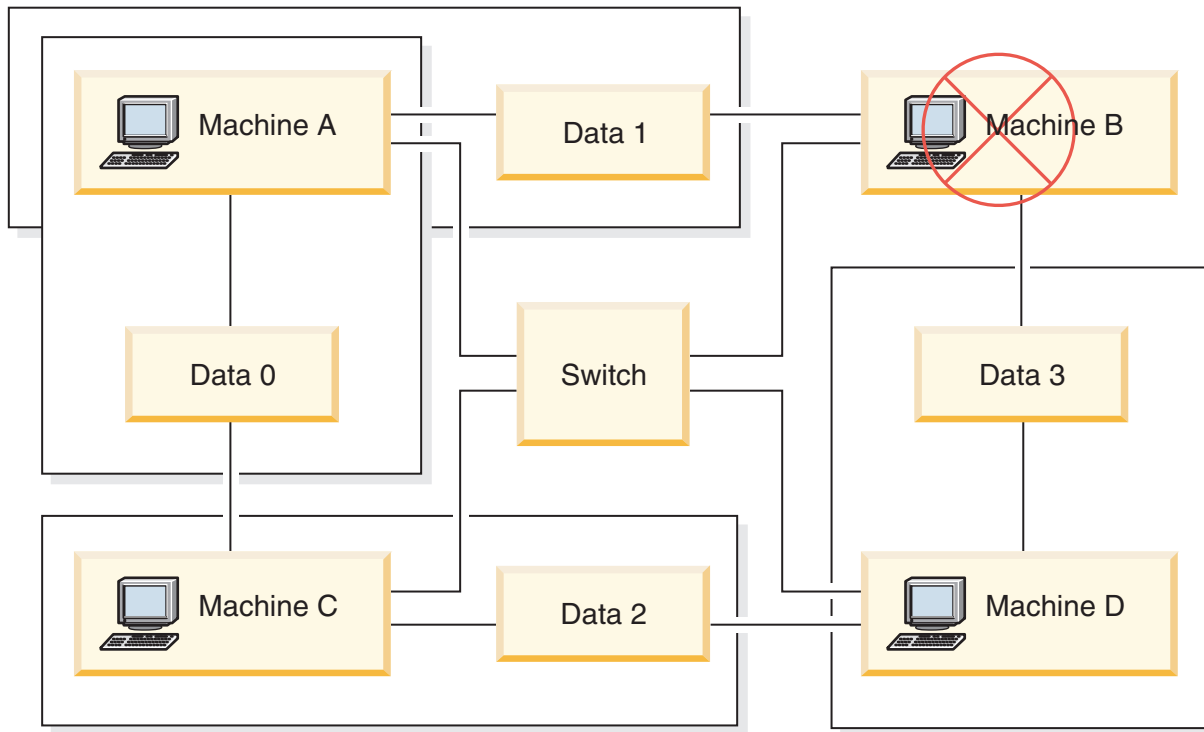 Machine A
Data 1
Machine B
Data 0
Switch
Data 3
Machine C
Data 2
Machine D